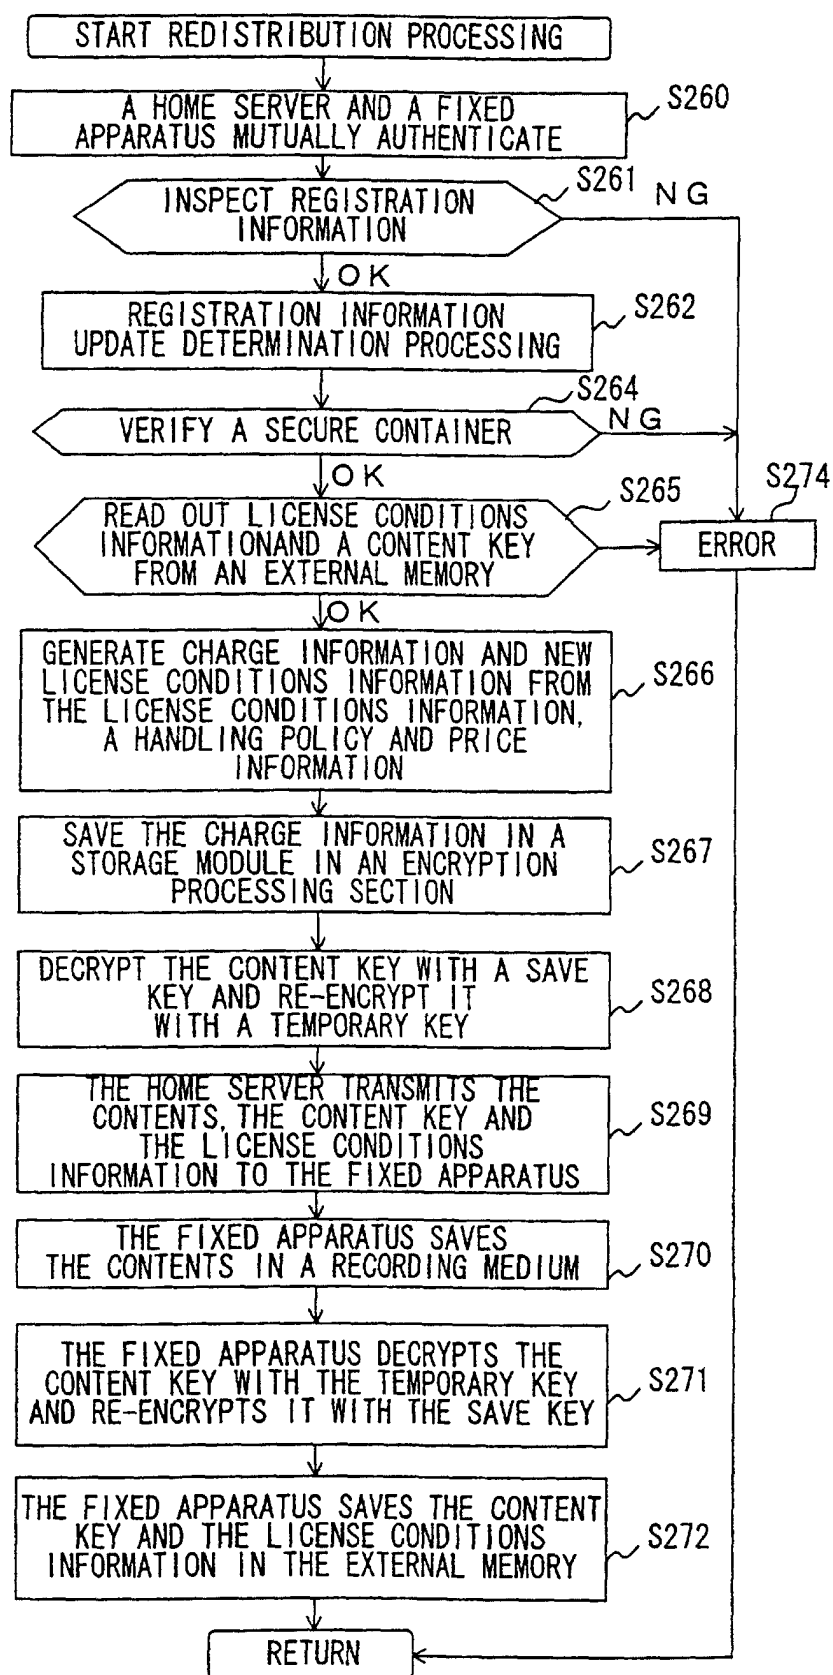 START REDISTRIBUTION PROCESSING
A HOME SERVER AND A FIXED
APPARATUS MUTUALLY AUTHENTICATE
S260
INSPECT REGISTRATION
INFORMATION
S261
NG
OK
REGISTRATION INFORMATION
UPDATE DETERMINATION PROCESSING
S262
VERIFY A SECURE CONTAINER
S264
NG
OK
READ OUT LICENSE CONDITIONS
INFORMATIONAND A CONTENT KEY
FROM AN EXTERNAL MEMORY
S265
S274
ERROR
OK
GENERATE CHARGE INFORMATION AND NEW
LICENSE CONDITIONS INFORMATION FROM
THE LICENSE CONDITIONS INFORMATION,
A HANDLING POLICY AND PRICE
INFORMATION
S266
SAVE THE CHARGE INFORMATION IN A
STORAGE MODULE IN AN ENCRYPTION
PROCESSING SECTION
S267
DECRYPT THE CONTENT KEY WITH A SAVE
KEY AND RE-ENCRYPT IT
WITH A TEMPORARY KEY
S268
THE HOME SERVER TRANSMITS THE
CONTENTS, THE CONTENT KEY AND
THE LICENSE CONDITIONS
INFORMATION TO THE FIXED APPARATUS
S269
THE FIXED APPARATUS SAVES
THE CONTENTS IN A RECORDING MEDIUM
S270
THE FIXED APPARATUS DECRYPTS THE
CONTENT KEY WITH THE TEMPORARY KEY
AND RE-ENCRYPTS IT WITH THE SAVE KEY
S271
THE FIXED APPARATUS SAVES THE CONTENT
KEY AND THE LICENSE CONDITIONS
INFORMATION IN THE EXTERNAL MEMORY
S272
RETURN